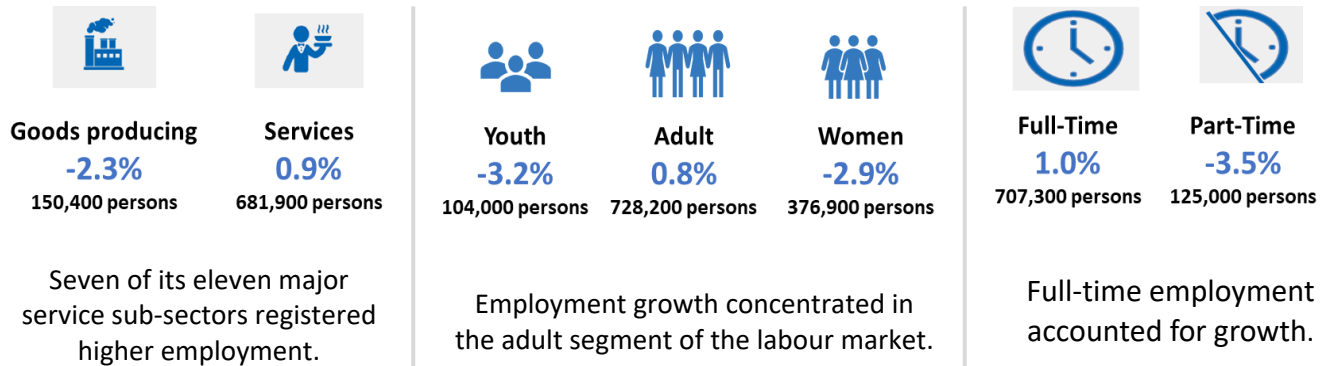 Goods producing
-2.3%
150,400 persons
Services
0.9%
681,900 persons
Seven of its eleven major
service sub-sectors registered
higher employment.
Youth
-3.2%
104,000 persons
Adult
0.8%
728,200 persons
Women
-2.9%
376,900 persons
Employment growth concentrated in
the adult segment of the labour market.
Full-Time
1.0%
707,300 persons
Part-Time
-3.5%
125,000 persons
Full-time employment
accounted for growth.